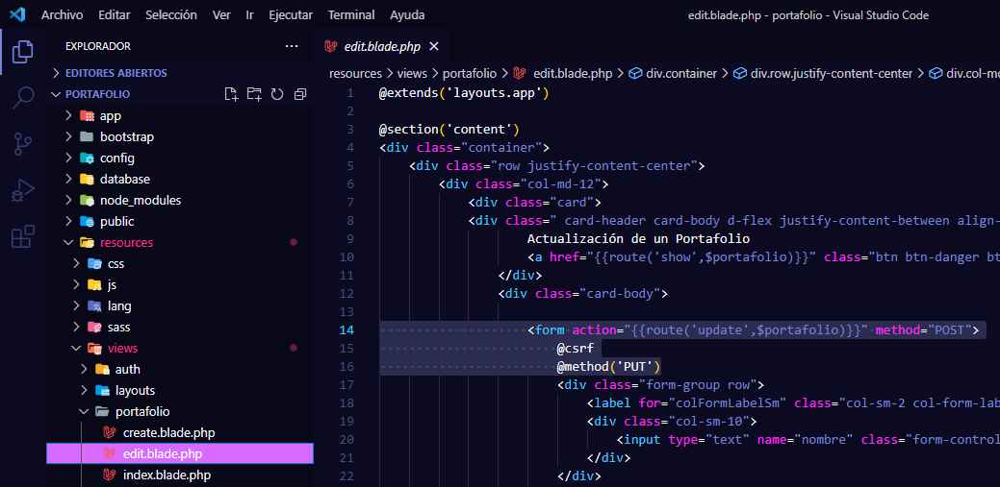 Archivo Editar Selección Ver Ir Ejecutar Terminal Ayuda edit.blade.php - portafolio - Visual Studio Code
EXPLORADOR ···
EDITORES ABIERTOS
PORTAFOLIO
app
bootstrap
config
database
node_modules
public
resources
css
js
lang
sass
views
auth
layouts
portafolio
create.blade.php
edit.blade.php
index.blade.php
edit.blade.php
resources > views > portafolio > edit.blade.php > div.container > div.row.justify-content-center > div.col-m
1 @extends('layouts.app')
2
3 @section('content')
4 <div class="container">
5 <div class="row justify-content-center">
6 <div class="col-md-12">
7 <div class="card">
8 <div class=" card-header card-body d-flex justify-content-between align-
9 Actualización de un Portafolio
10 <a href="{{route('show',$portafolio)}}" class="btn btn-danger bt
11 </div>
12 <div class="card-body">
13
14 <form action="{{route('update',$portafolio)}}" method="POST">
15 @csrf
16 @method('PUT')
17 <div class="form-group row">
18 <label for="colFormLabelSm" class="col-sm-2 col-form-lab
19 <div class="col-sm-10">
20 <input type="text" name="nombre" class="form-control
21 </div>
22 </div>